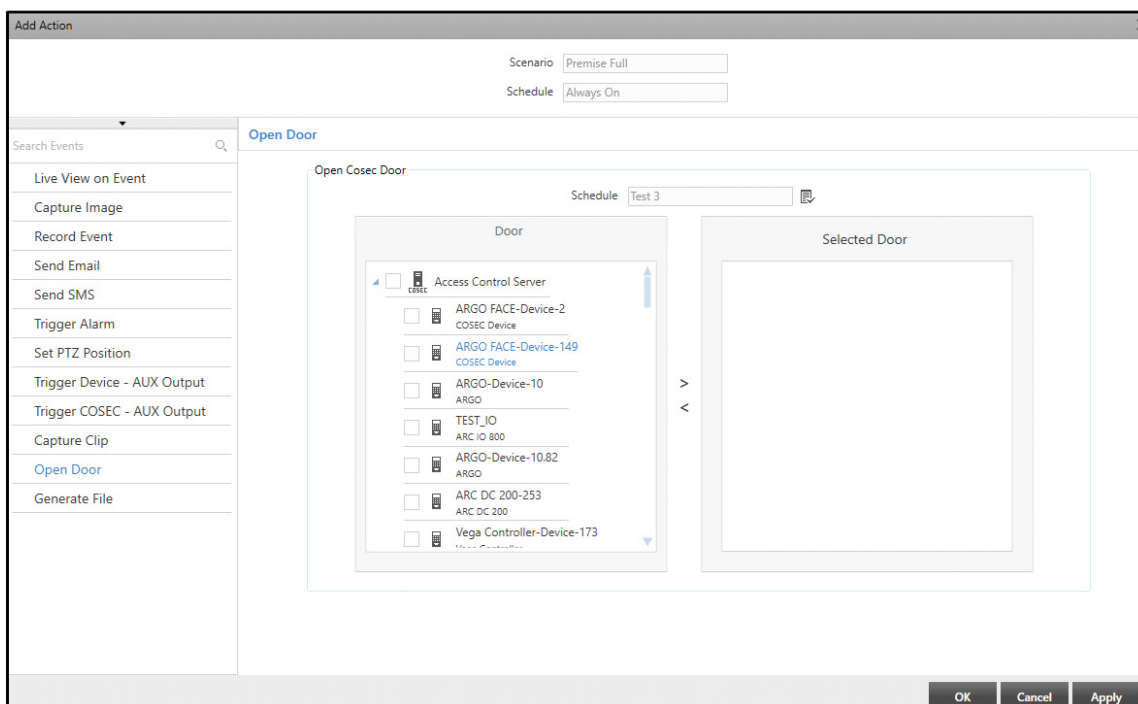 Add Action
Scenario Premise Full
Schedule Always On
Search Events
Live View on Event
Capture Image
Record Event
Send Email
Send SMS
Trigger Alarm
Set PTZ Position
Trigger Device - AUX Output
Trigger COSEC - AUX Output
Capture Clip
Open Door
Generate File
Open Door
Open Cosec Door
Schedule Test 3
Door
COSEC Access Control Server
ARGO FACE-Device-2
COSEC Device
ARGO FACE-Device-149
COSEC Device
ARGO-Device-10
ARGO
TEST_IO
ARC IO 800
ARGO-Device-10.82
ARGO
ARC DC 200-253
ARC DC 200
Vega Controller-Device-173
Vega Controller
>
<
Selected Door
OK Cancel Apply